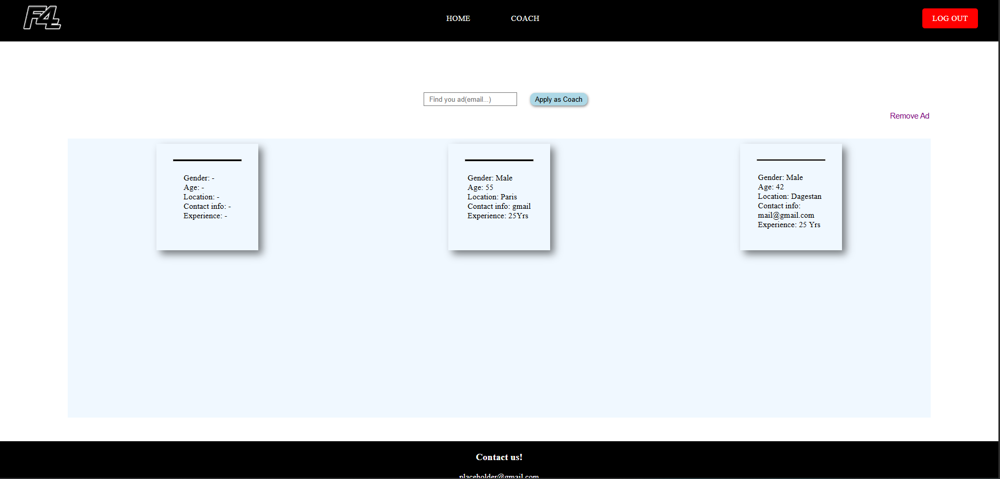 F4L
HOME
COACH
LOG OUT
Find you ad(email...)
Apply as Coach
Remove Ad
Gender: -
Age: -
Location: -
Contact info: -
Experience: -
Gender: Male
Age: 55
Location: Paris
Contact info: gmail
Experience: 25Yrs
Gender: Male
Age: 42
Location: Dagestan
Contact info:
mail@gmail.com
Experience: 25 Yrs
Contact us!
placeholder@gmail.com